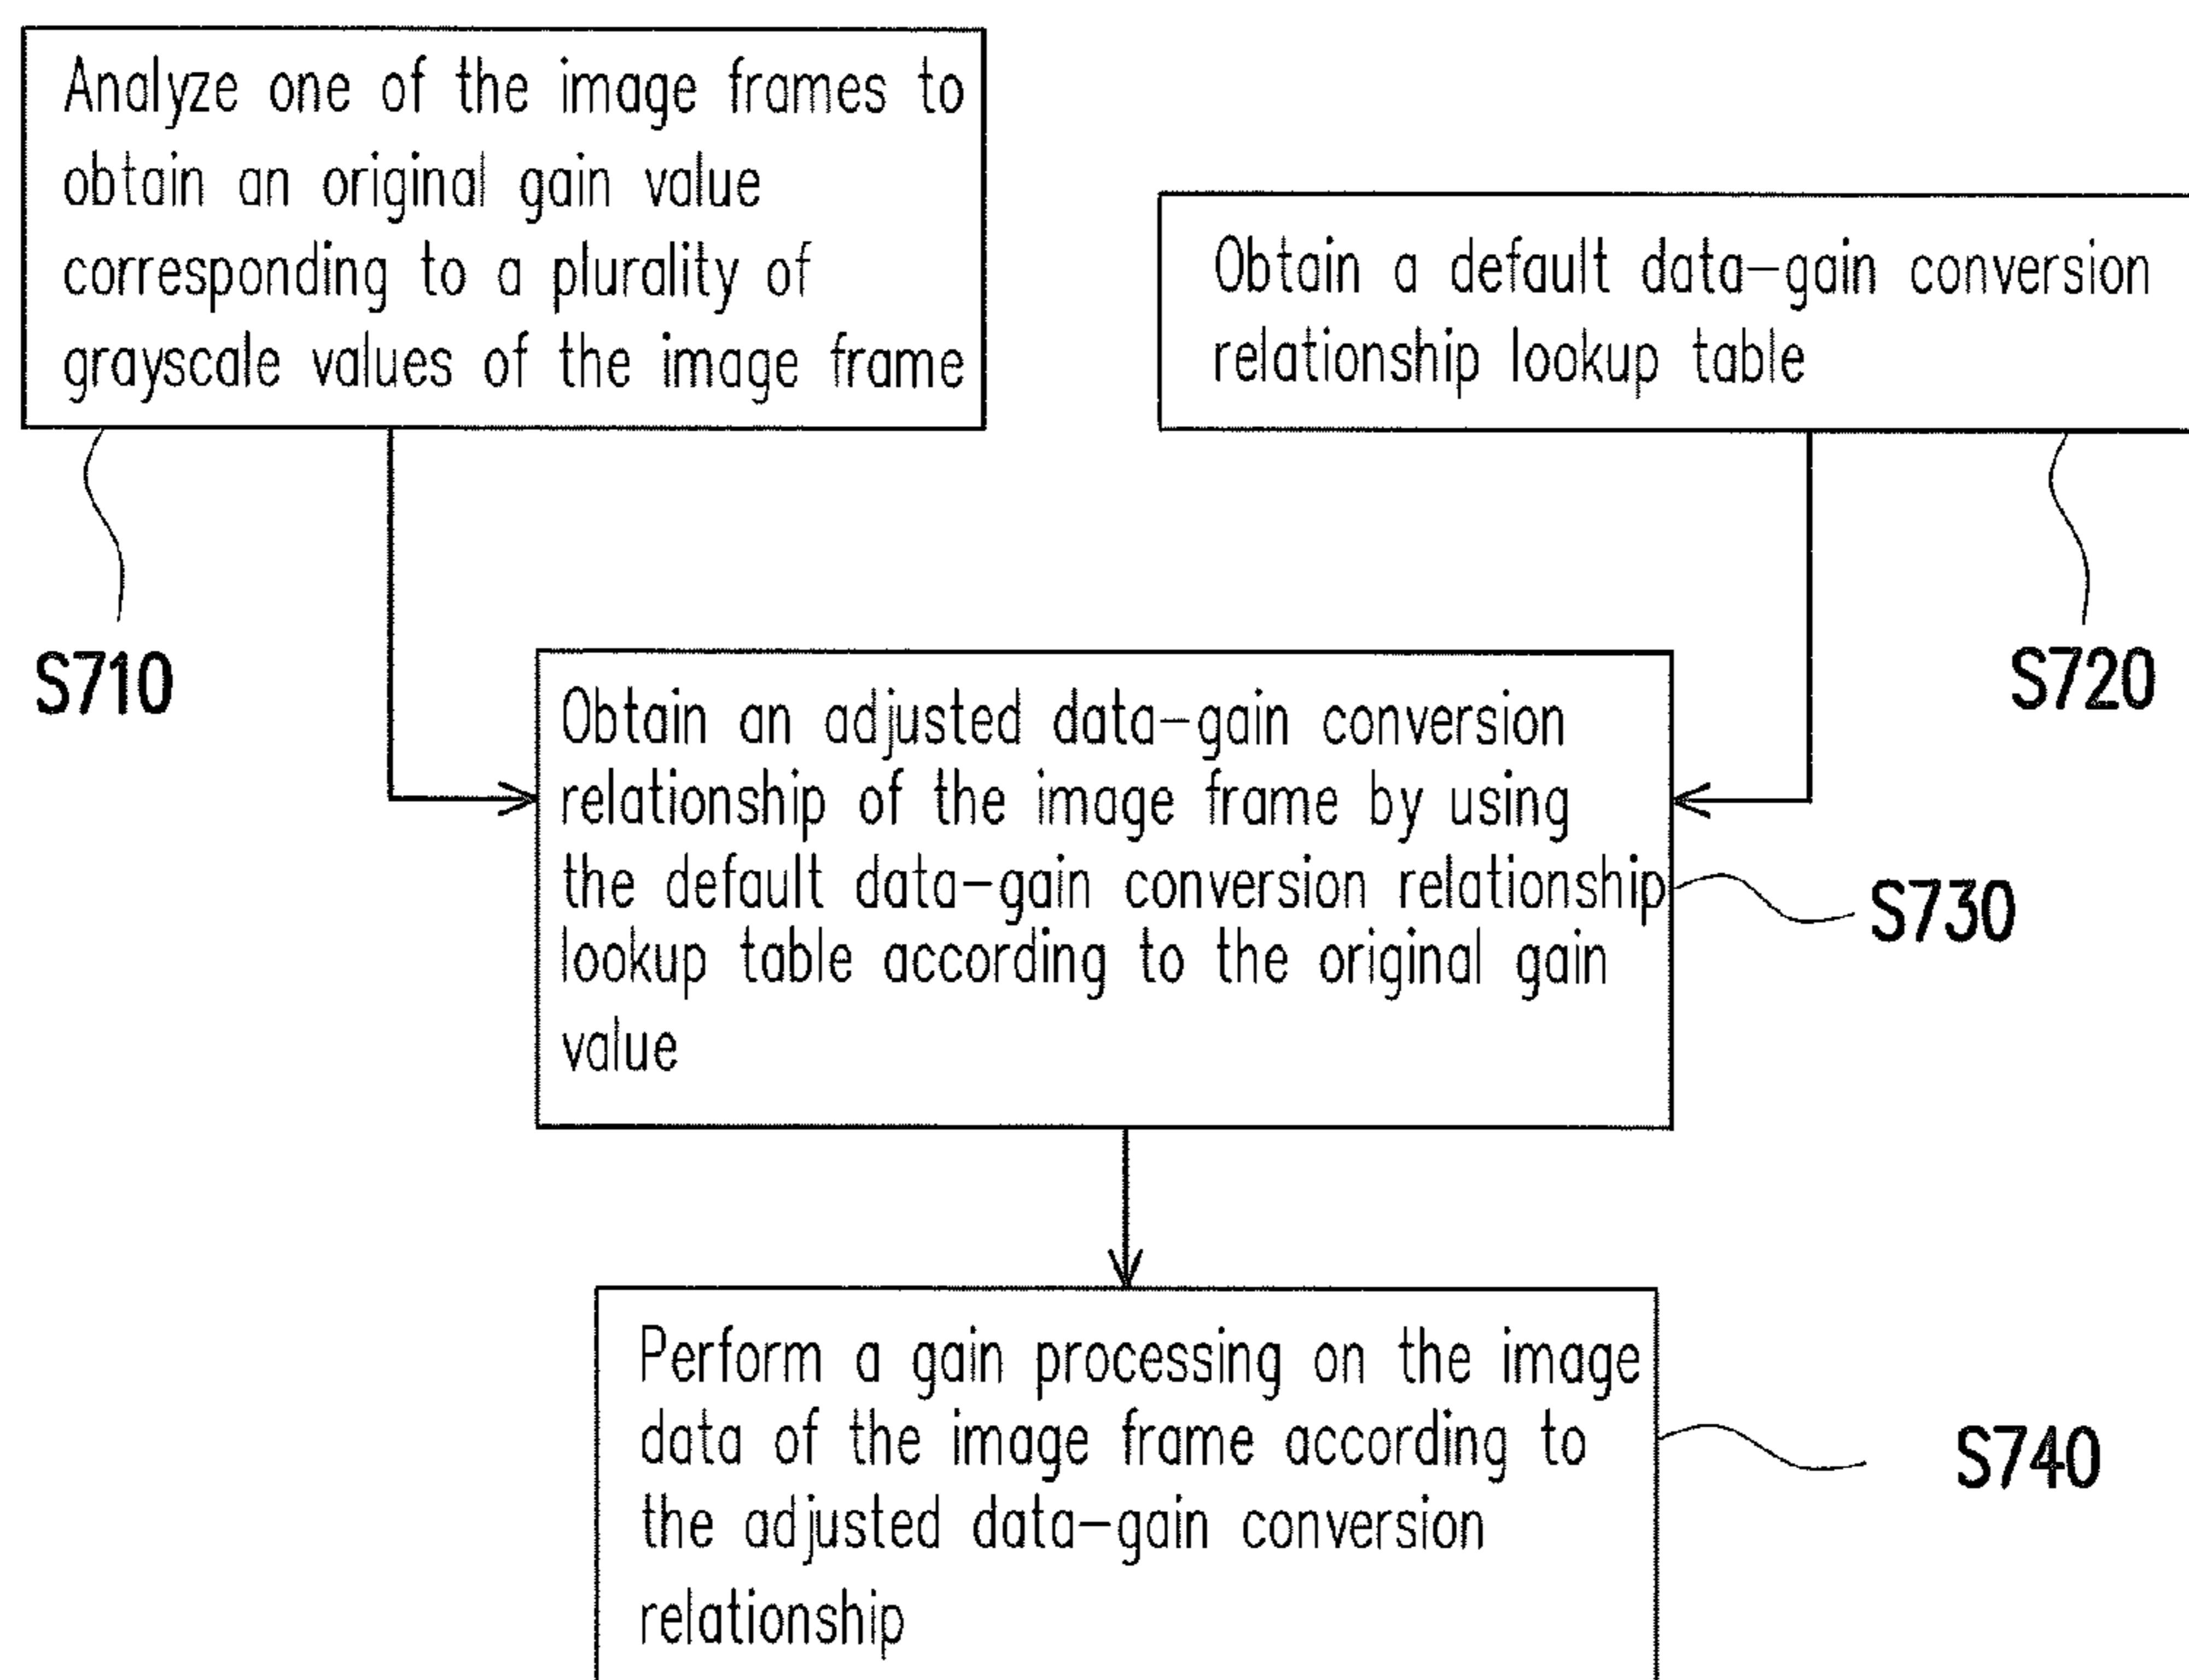 Analyze one of the image frames to
obtain an original gain value
corresponding to a plurality of
grayscale values of the image frame
Obtain a default data-gain conversion
relationship lookup table
S710
S720
Obtain an adjusted data-gain conversion
relationship of the image frame by using
the default data-gain conversion relationship
lookup table according to the original gain
value
S730
Perform a gain processing on the image
data of the image frame according to
the adjusted data-gain conversion
relationship
S740